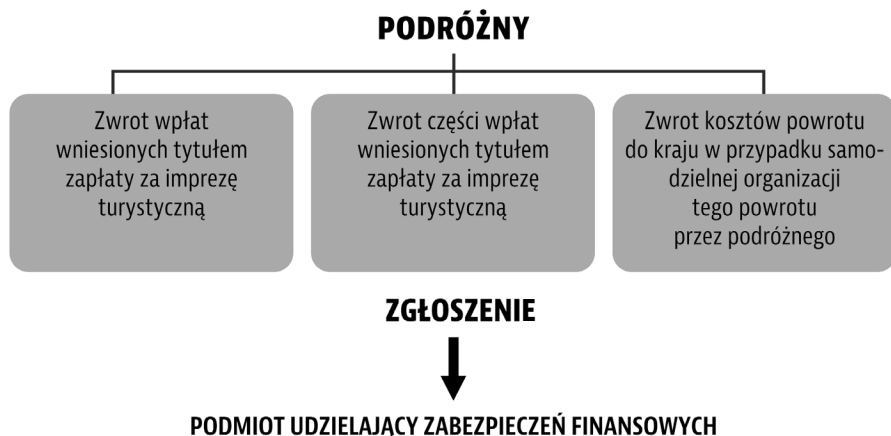 PODRÓŻNY
Zwrot wpłat
wniesionych tytułem
zapłaty za imprezę
turystyczną
Zwrot części wpłat
wniesionych tytułem
zapłaty za imprezę
turystyczną
Zwrot kosztów powrotu
do kraju w przypadku samo-
dzielnej organizacji
tego powrotu
przez podróżnego
ZGŁOSZENIE
PODMIOT UDZIELAJĄCY ZABEZPIECZEŃ FINANSOWYCH